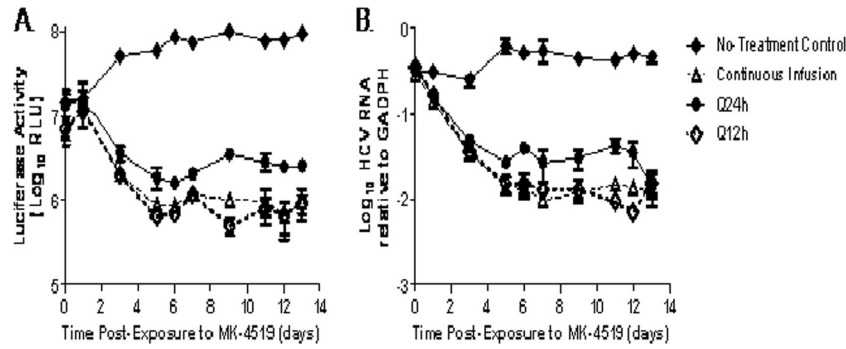 A
Luciferase Activity
[Log10 RLU]
8
7
6
5
0 2 4 6 8 10 12 14
Time Post-Exposure to MK-4519 (days)
B
Log10 HCV RNA
relative to GADPH
-0
-1
-2
-3
0 2 4 6 8 10 12 14
Time Post-Exposure to MK-4519 (days)
No-Treatment Control
Continuous Infusion
Q24h
Q12h